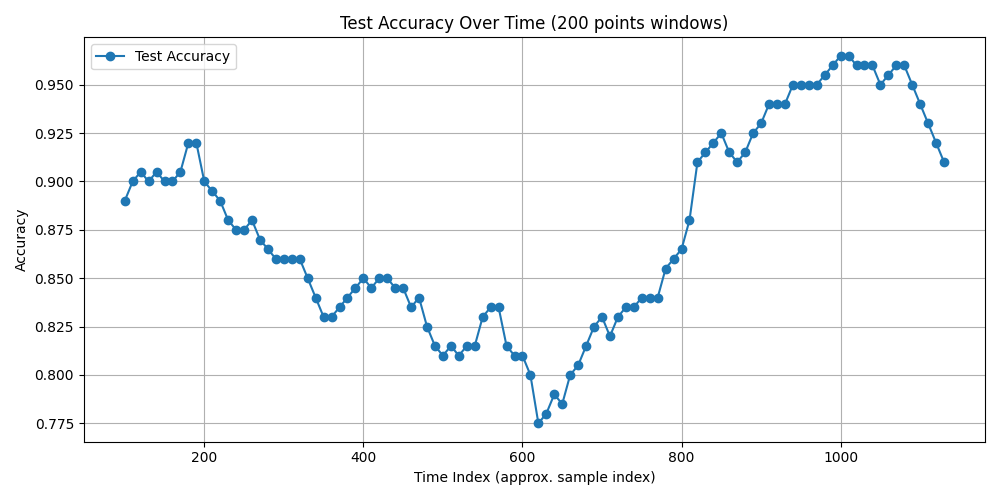 Test Accuracy Over Time (200 points windows)
Test Accuracy
0.950
0.925
0.900
0.875
0.850
0.825
0.800
0.775
Accuracy
200 400 600 800 1000
Time Index (approx. sample index)